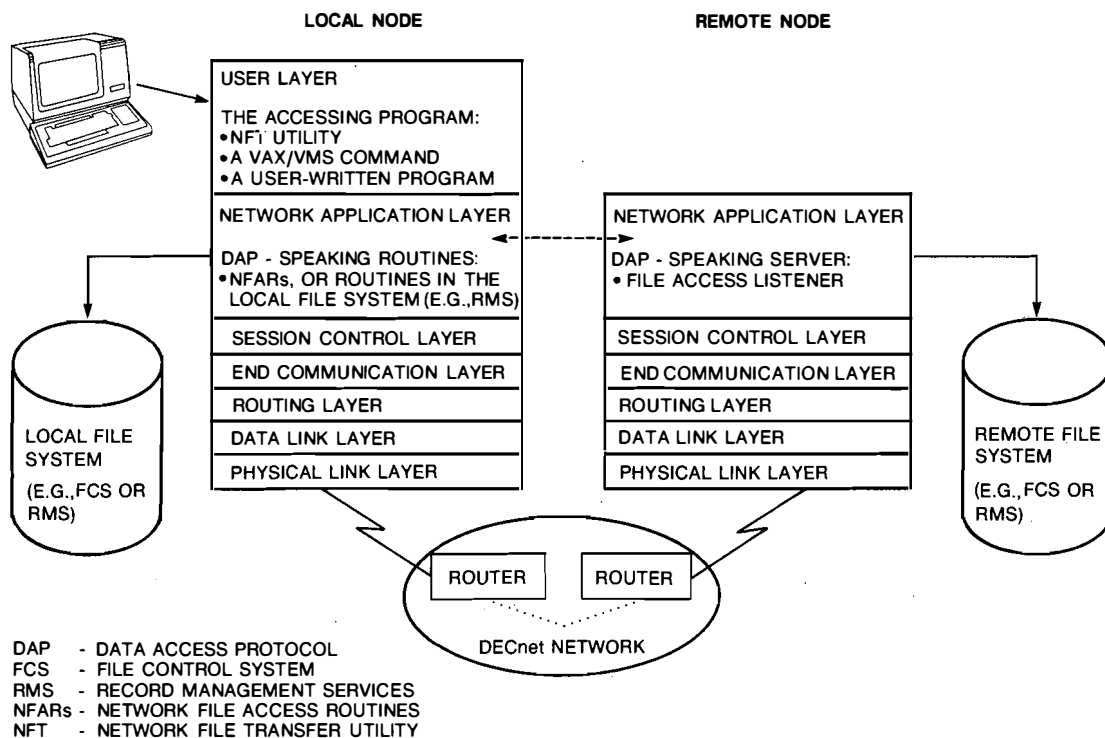 LOCAL NODE
REMOTE NODE
USER LAYER
THE ACCESSING PROGRAM:
•NFT UTILITY
•A VAX/VMS COMMAND
•A USER-WRITTEN PROGRAM
NETWORK APPLICATION LAYER
DAP - SPEAKING ROUTINES:
•NFARs, OR ROUTINES IN THE
LOCAL FILE SYSTEM (E.G.,RMS)
SESSION CONTROL LAYER
END COMMUNICATION LAYER
ROUTING LAYER
DATA LINK LAYER
PHYSICAL LINK LAYER
NETWORK APPLICATION LAYER
DAP - SPEAKING SERVER:
• FILE ACCESS LISTENER
SESSION CONTROL LAYER
END COMMUNICATION LAYER
ROUTING LAYER
DATA LINK LAYER
PHYSICAL LINK LAYER
LOCAL FILE
SYSTEM
(E.G.,FCS OR
RMS)
REMOTE FILE
SYSTEM
(E.G.,FCS OR
RMS)
ROUTER
ROUTER
DECnet NETWORK
DAP - DATA ACCESS PROTOCOL
FCS - FILE CONTROL SYSTEM
RMS - RECORD MANAGEMENT SERVICES
NFARs - NETWORK FILE ACCESS ROUTINES
NFT - NETWORK FILE TRANSFER UTILITY